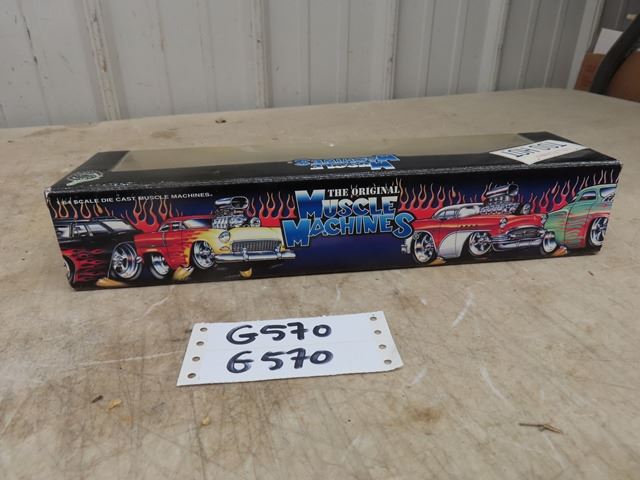 1:64 SCALE DIE CAST MUSCLE MACHINES.
THE ORIGINAL
MUSCLE
MACHINES
G570
G570